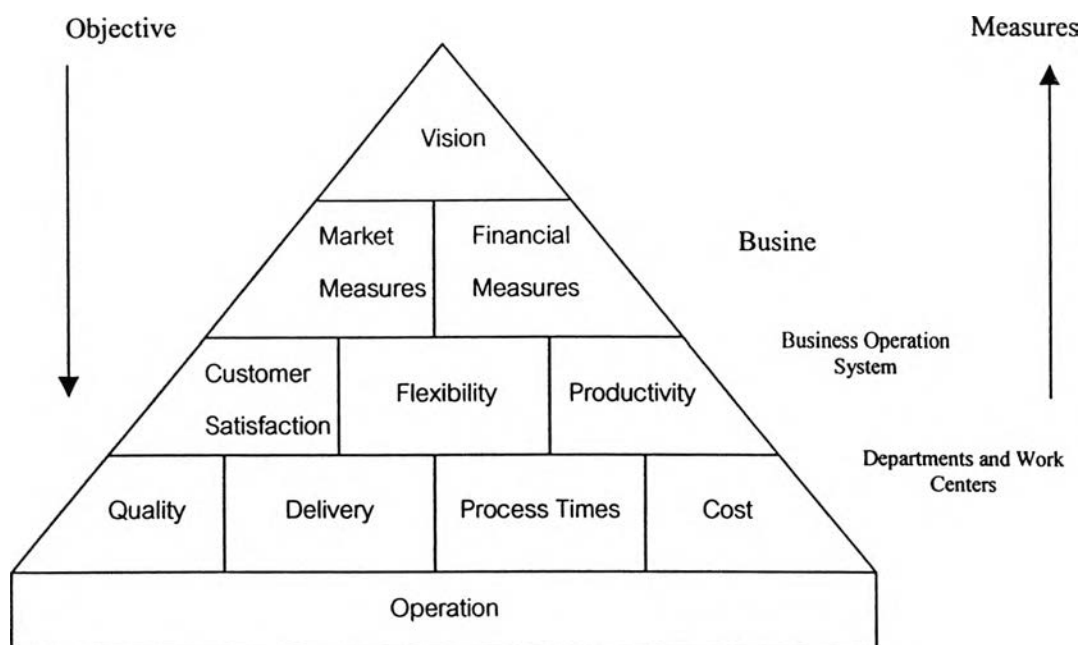 Objective
Measures
Vision
Market
Measures
Financial
Measures
Busine
Customer
Satisfaction
Flexibility
Productivity
Business Operation
System
Quality
Delivery
Process Times
Cost
Departments and Work
Centers
Operation